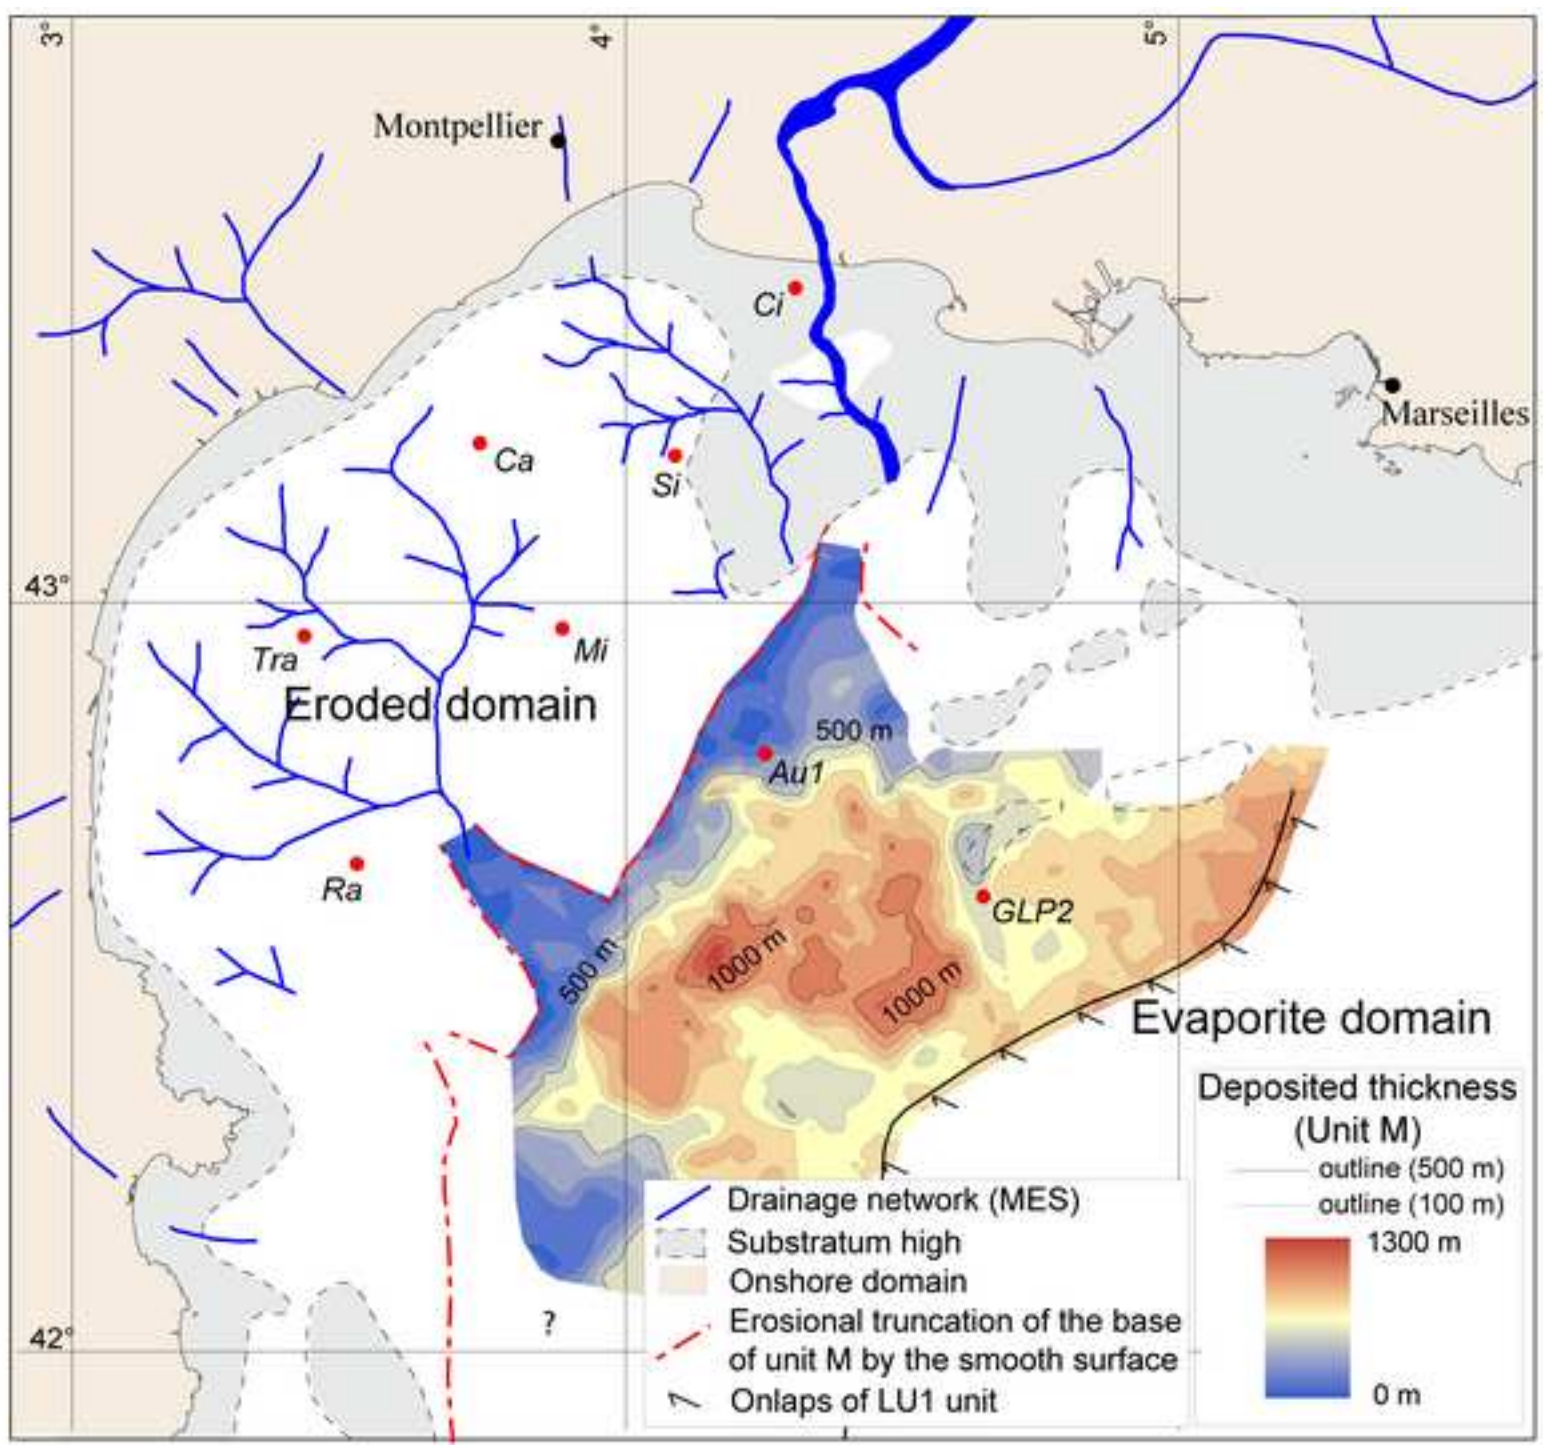 3°
4°
5°
Montpellier
Ci
Marseilles
Ca
Si
43°
Tra
Mi
Eroded domain
500 m
Au1
Ra
GLP2
500 m
1000 m
1000 m
Evaporite domain
Deposited thickness
(Unit M)
outline (500 m)
outline (100 m)
1300 m
0 m
Drainage network (MES)
Substratum high
Onshore domain
Erosional truncation of the base
of unit M by the smooth surface
Onlaps of LU1 unit
?
42°